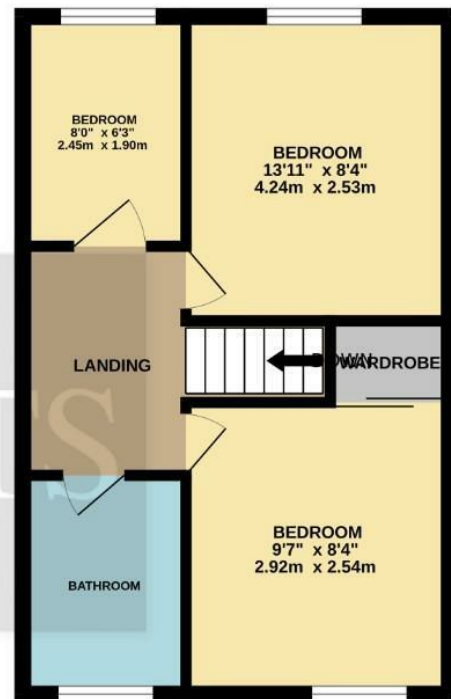 BEDROOM
8'0" x 6'3"
2.45m x 1.90m
BEDROOM
13'11" x 8'4"
4.24m x 2.53m
LANDING
DOWN
WARDROBE
BEDROOM
9'7" x 8'4"
2.92m x 2.54m
BATHROOM